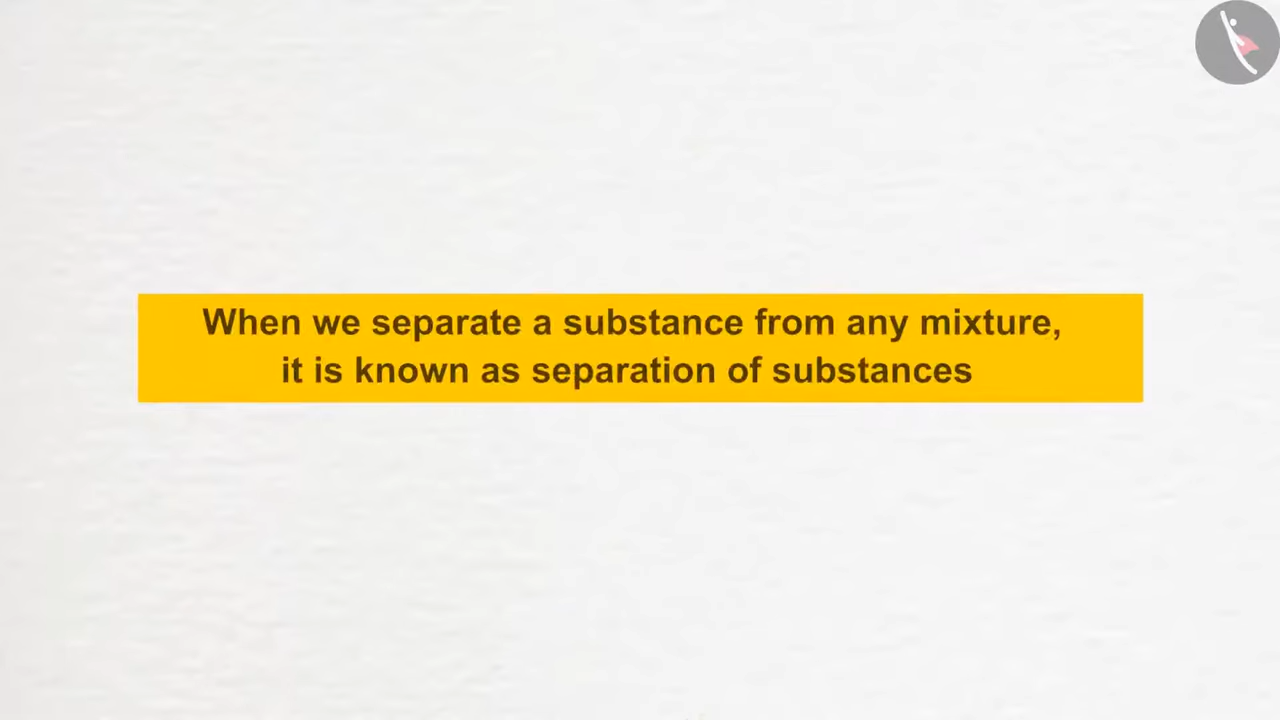 When we separate a substance from any mixture,
it is known as separation of substances